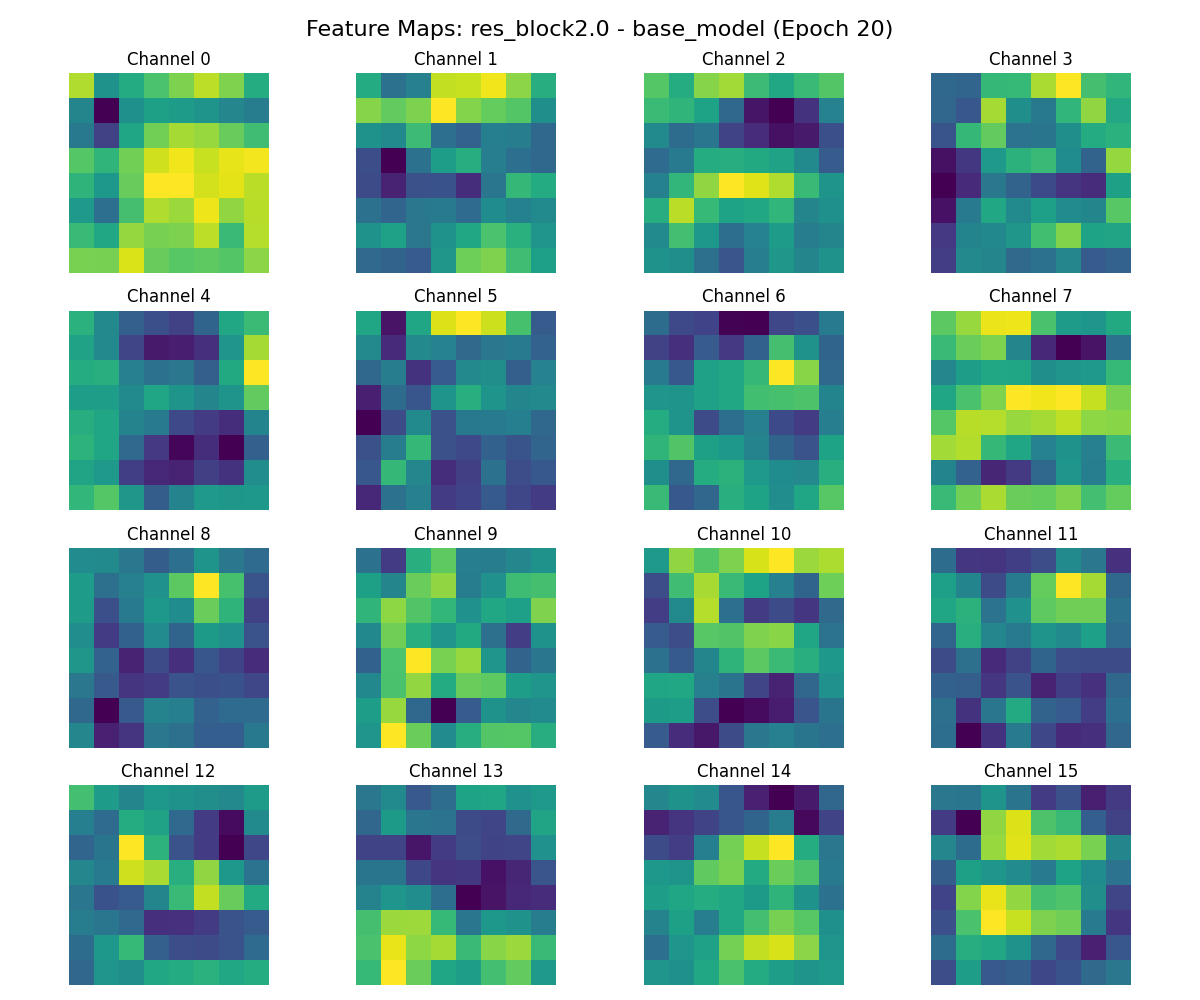 Feature Maps: res_block2.0 - base_model (Epoch 20)
Channel 0
Channel 1
Channel 2
Channel 3
Channel 4
Channel 5
Channel 6
Channel 7
Channel 8
Channel 9
Channel 10
Channel 11
Channel 12
Channel 13
Channel 14
Channel 15